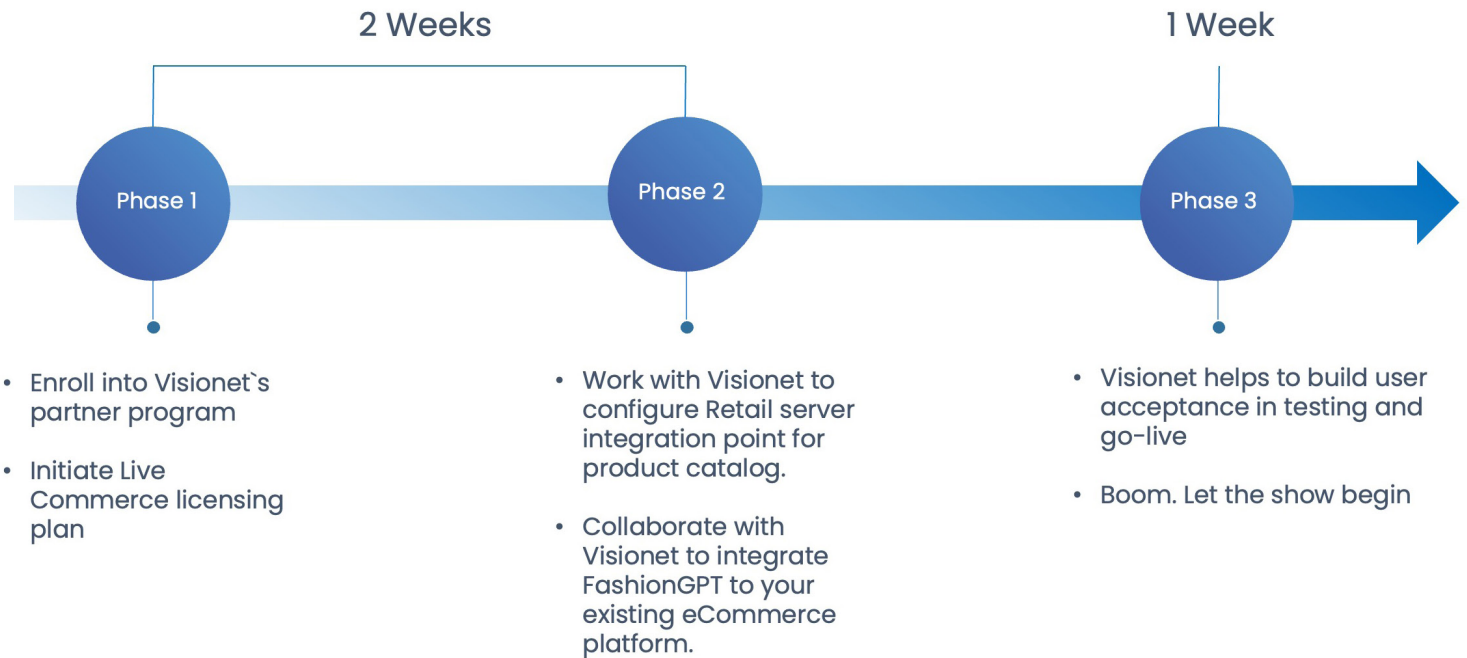 2 Weeks
1 Week
Phase 1
Phase 2
Phase 3
• Enroll into Visionet`s
partner program
• Initiate Live
Commerce licensing
plan
• Work with Visionet to
configure Retail server
integration point for
product catalog.
• Collaborate with
Visionet to integrate
FashionGPT to your
existing eCommerce
platform.
• Visionet helps to build user
acceptance in testing and
go-live
• Boom. Let the show begin